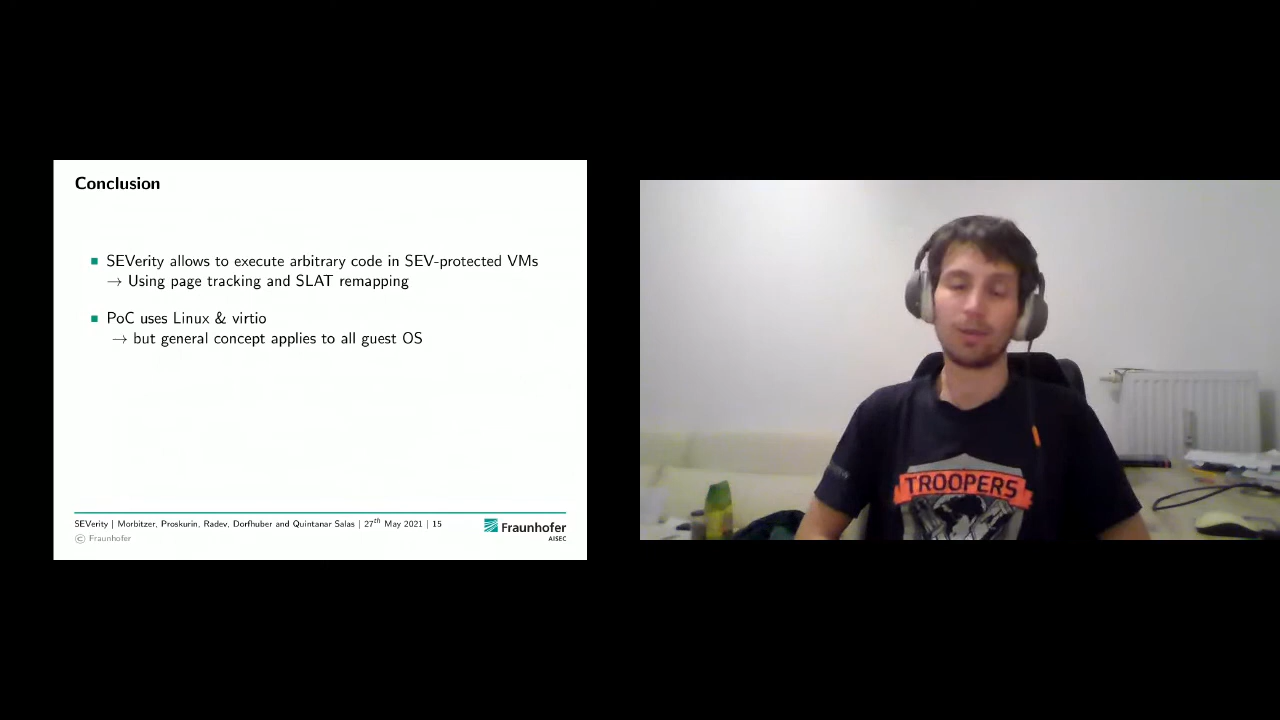 Conclusion
■ SEVerity allows to execute arbitrary code in SEV-protected VMs
→ Using page tracking and SLAT remapping
■ PoC uses Linux & virtio
→ but general concept applies to all guest OS
SEVerity | Morbitzer, Proskurin, Radev, Dorfhuber and Quintanar Salas | 27th May 2021 | 15
© Fraunhofer
Fraunhofer
AISEC
TROOPERS